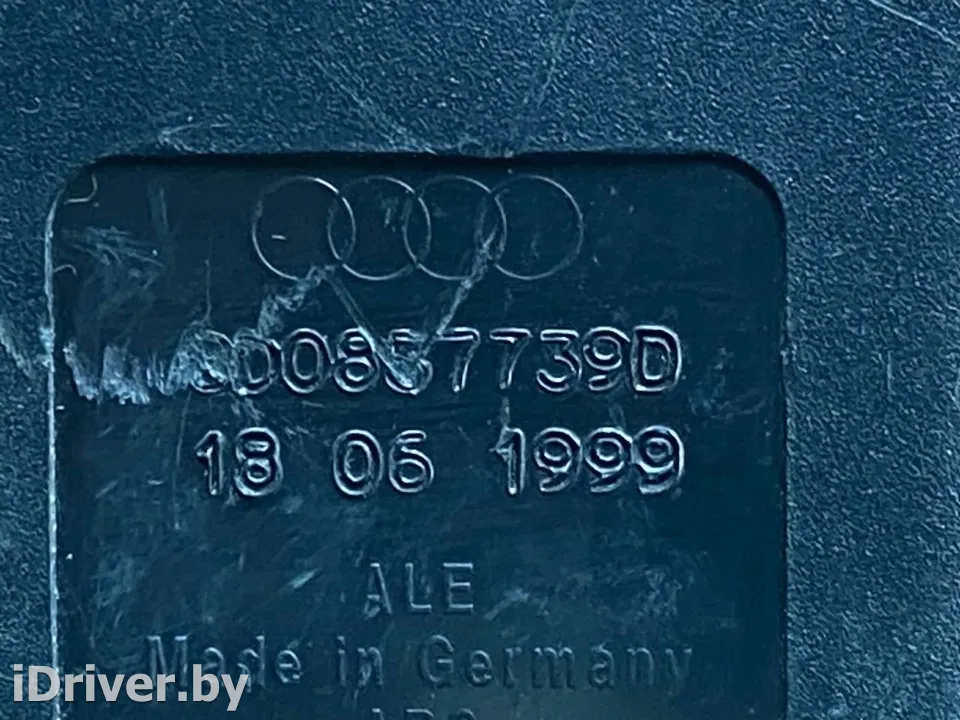 8D0857739D
18 06 1999
ALE
Made in Germany
iDriver.by